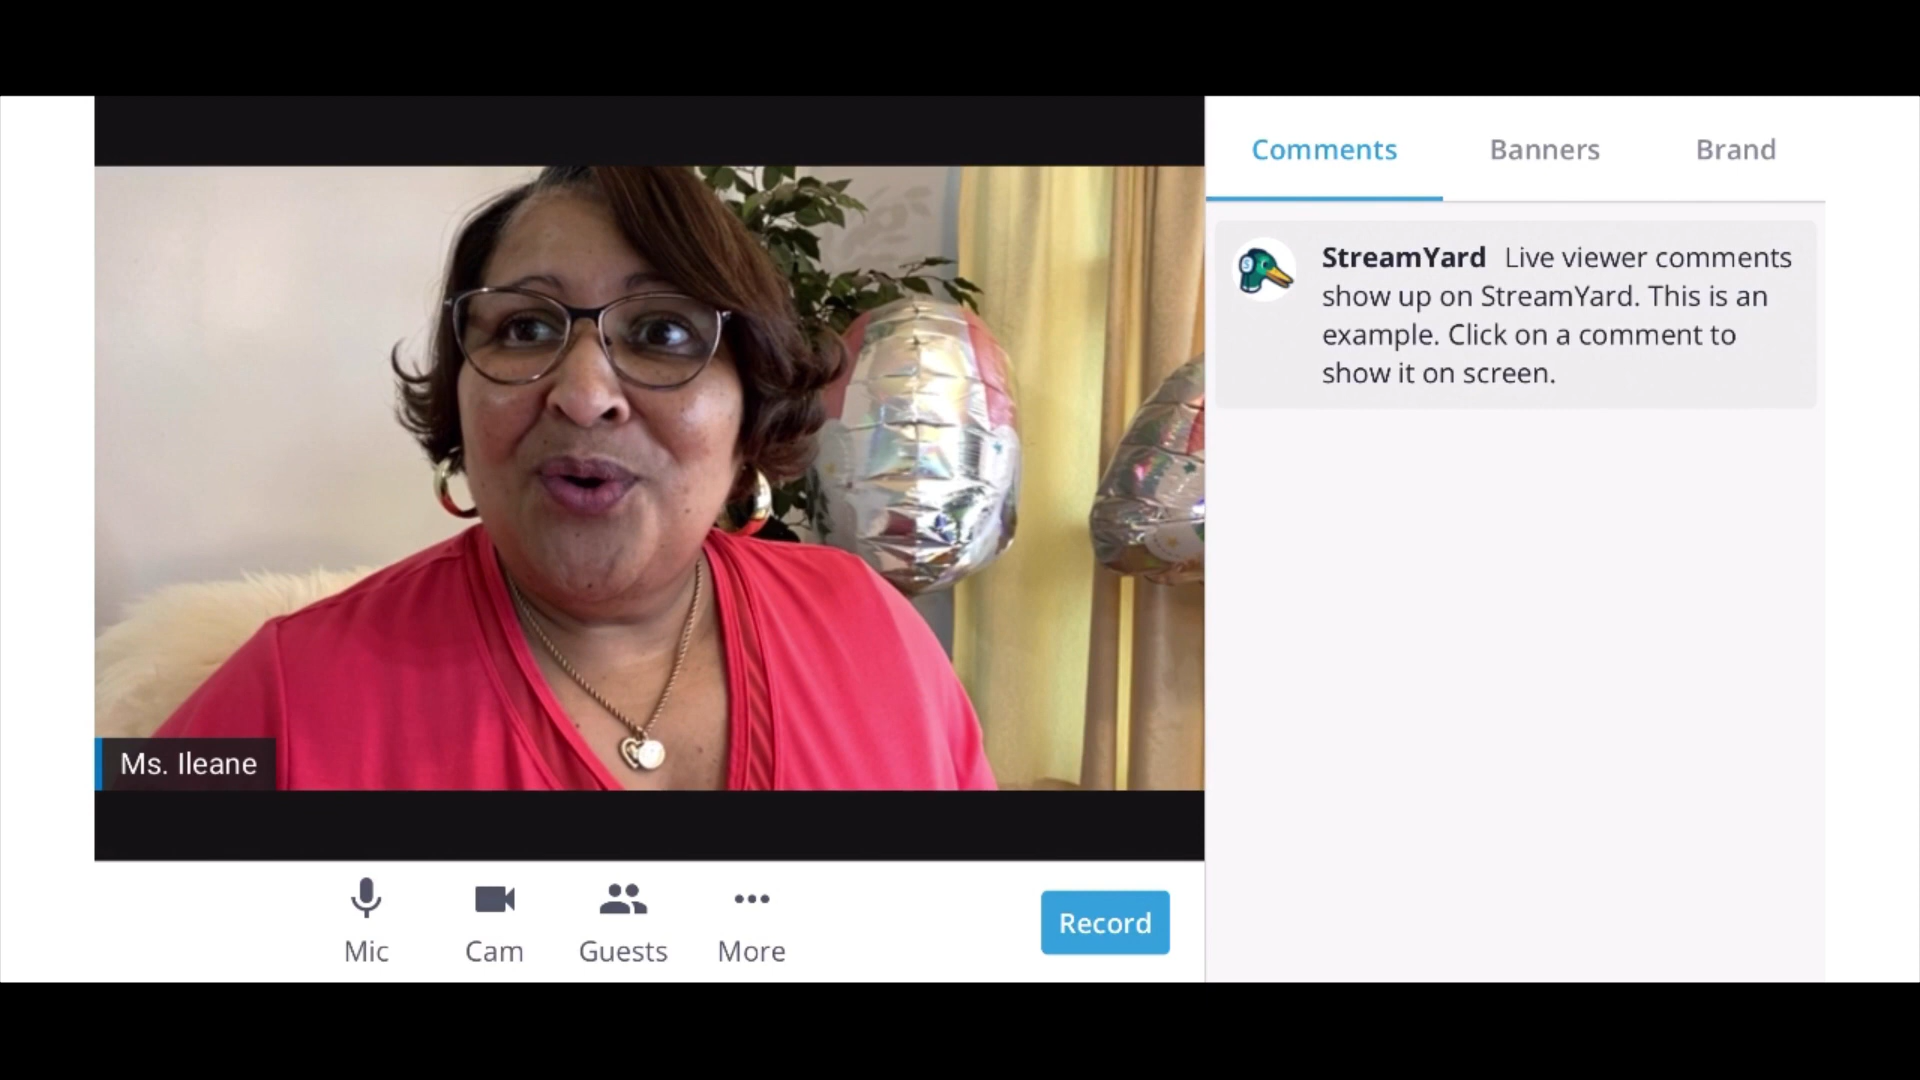 Comments Banners Brand
StreamYard Live viewer comments
show up on StreamYard. This is an
example. Click on a comment to
show it on screen.
Ms. Ileane
Mic Cam Guests More
Record